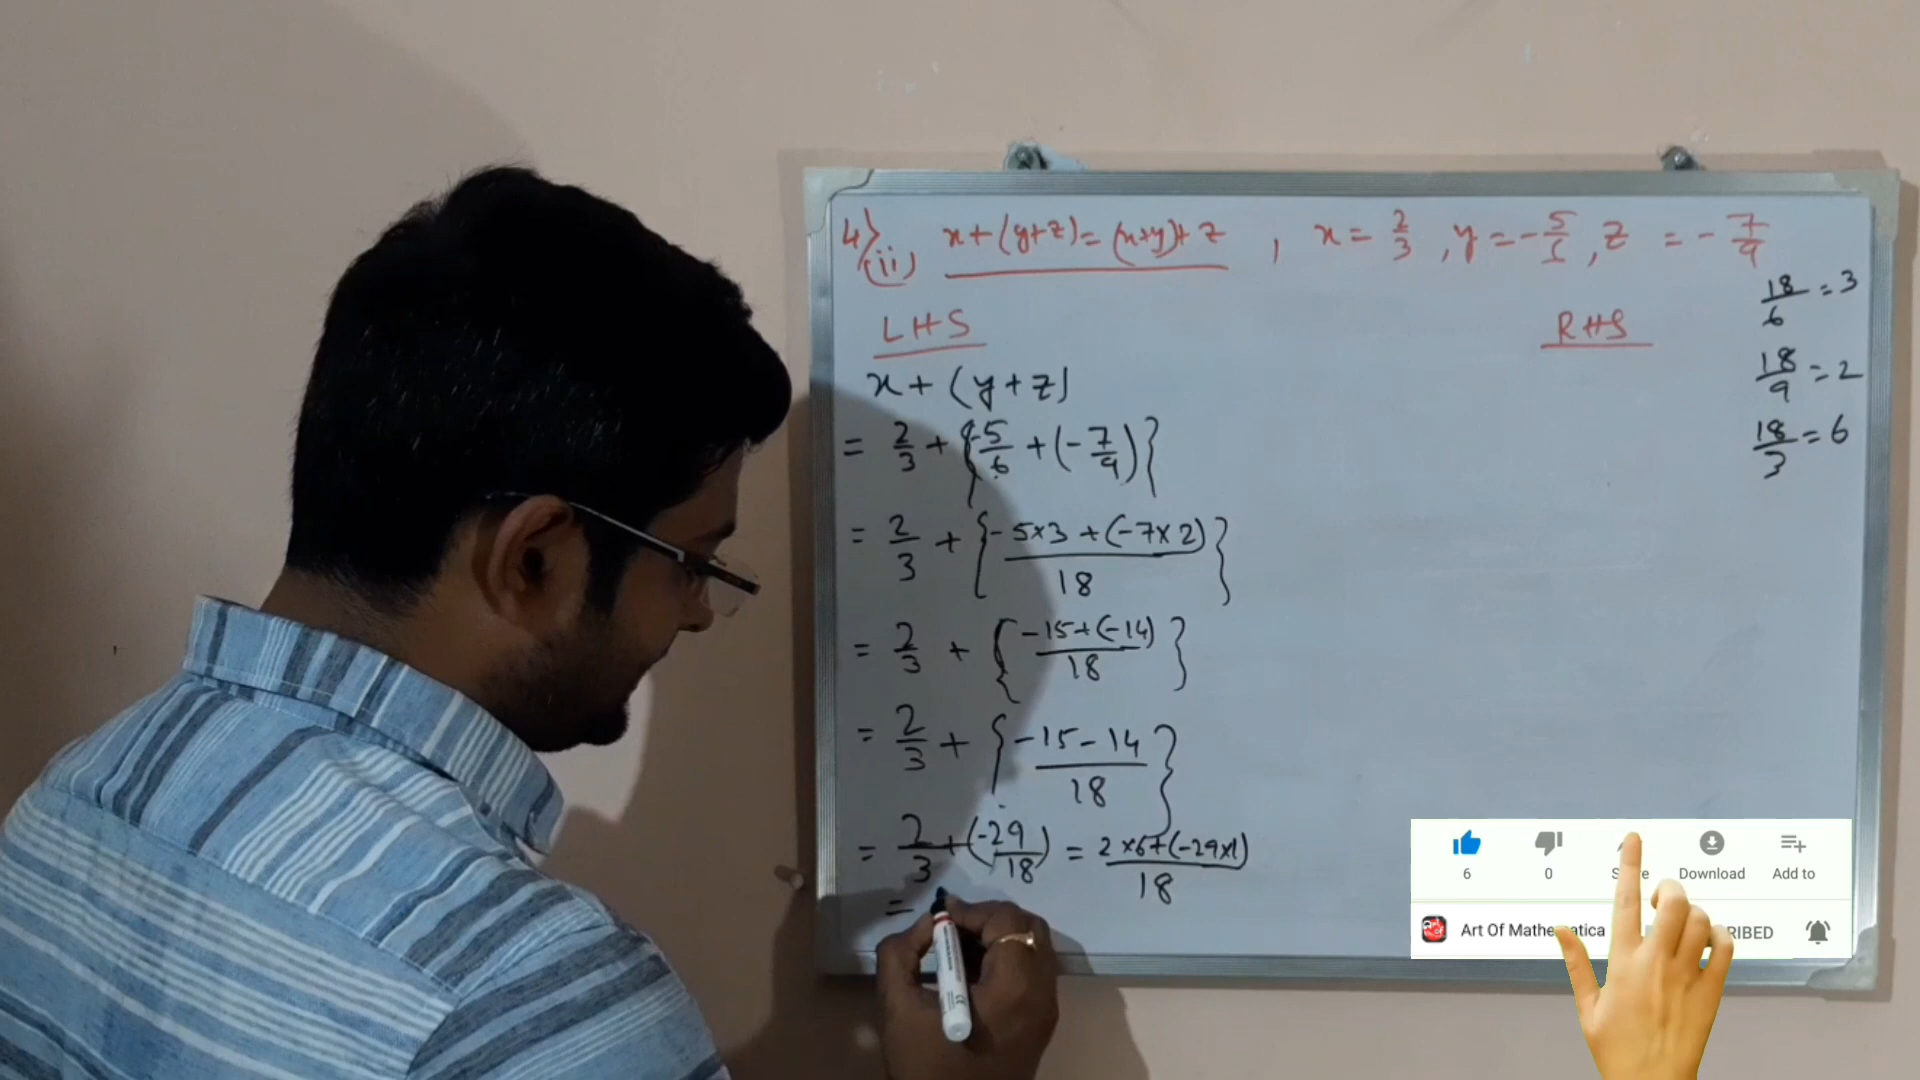 4) (ii) x+(y+z)=(x+y)+z , x = 2/3 , y = -5/6 , z = -7/9
LHS
x+(y+z)
= 2/3 + {-5/6 + (-7/9)}
= 2/3 + {-5×3+(-7×2)/18}
= 2/3 + {-15+(-14)/18}
= 2/3 + {-15-14/18}
= 2/3 + (-29/18) = 2×6+(-29×1)/18
=
RHS
18/6 = 3
18/9 = 2
18/3 = 6
6 0 Download Add to
Art Of Mathematica